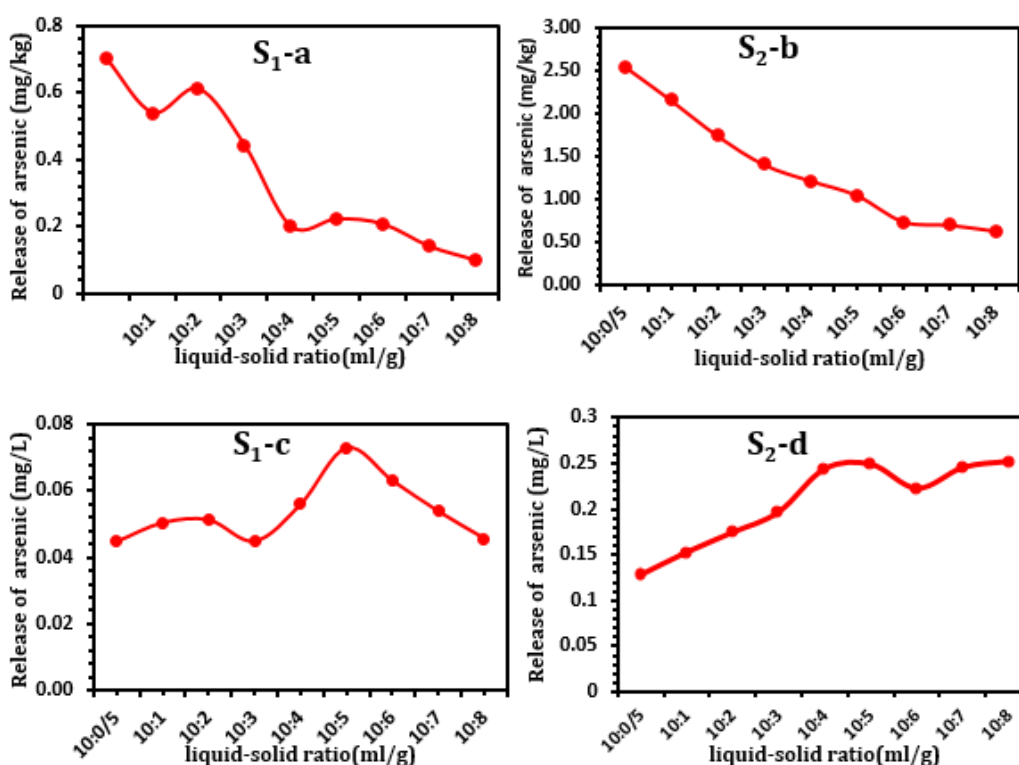 S1-a
Release of arsenic (mg/kg)
0.8
0.6
0.4
0.2
0
10:1 10:2 10:3 10:4 10:5 10:6 10:7 10:8
liquid-solid ratio(ml/g)
S2-b
Release of arsenic (mg/kg)
3.00
2.50
2.00
1.50
1.00
0.50
0.00
10:0/5 10:1 10:2 10:3 10:4 10:5 10:6 10:7 10:8
liquid-solid ratio(ml/g)
S1-c
Release of arsenic (mg/L)
0.08
0.06
0.04
0.02
0.00
10:0/5 10:1 10:2 10:3 10:4 10:5 10:6 10:7 10:8
liquid-solid ratio(ml/g)
S2-d
Release of arsenic (mg/L)
0.3
0.25
0.2
0.15
0.1
0.05
0
10:0/5 10:1 10:2 10:3 10:4 10:5 10:6 10:7 10:8
liquid-solid ratio(ml/g)